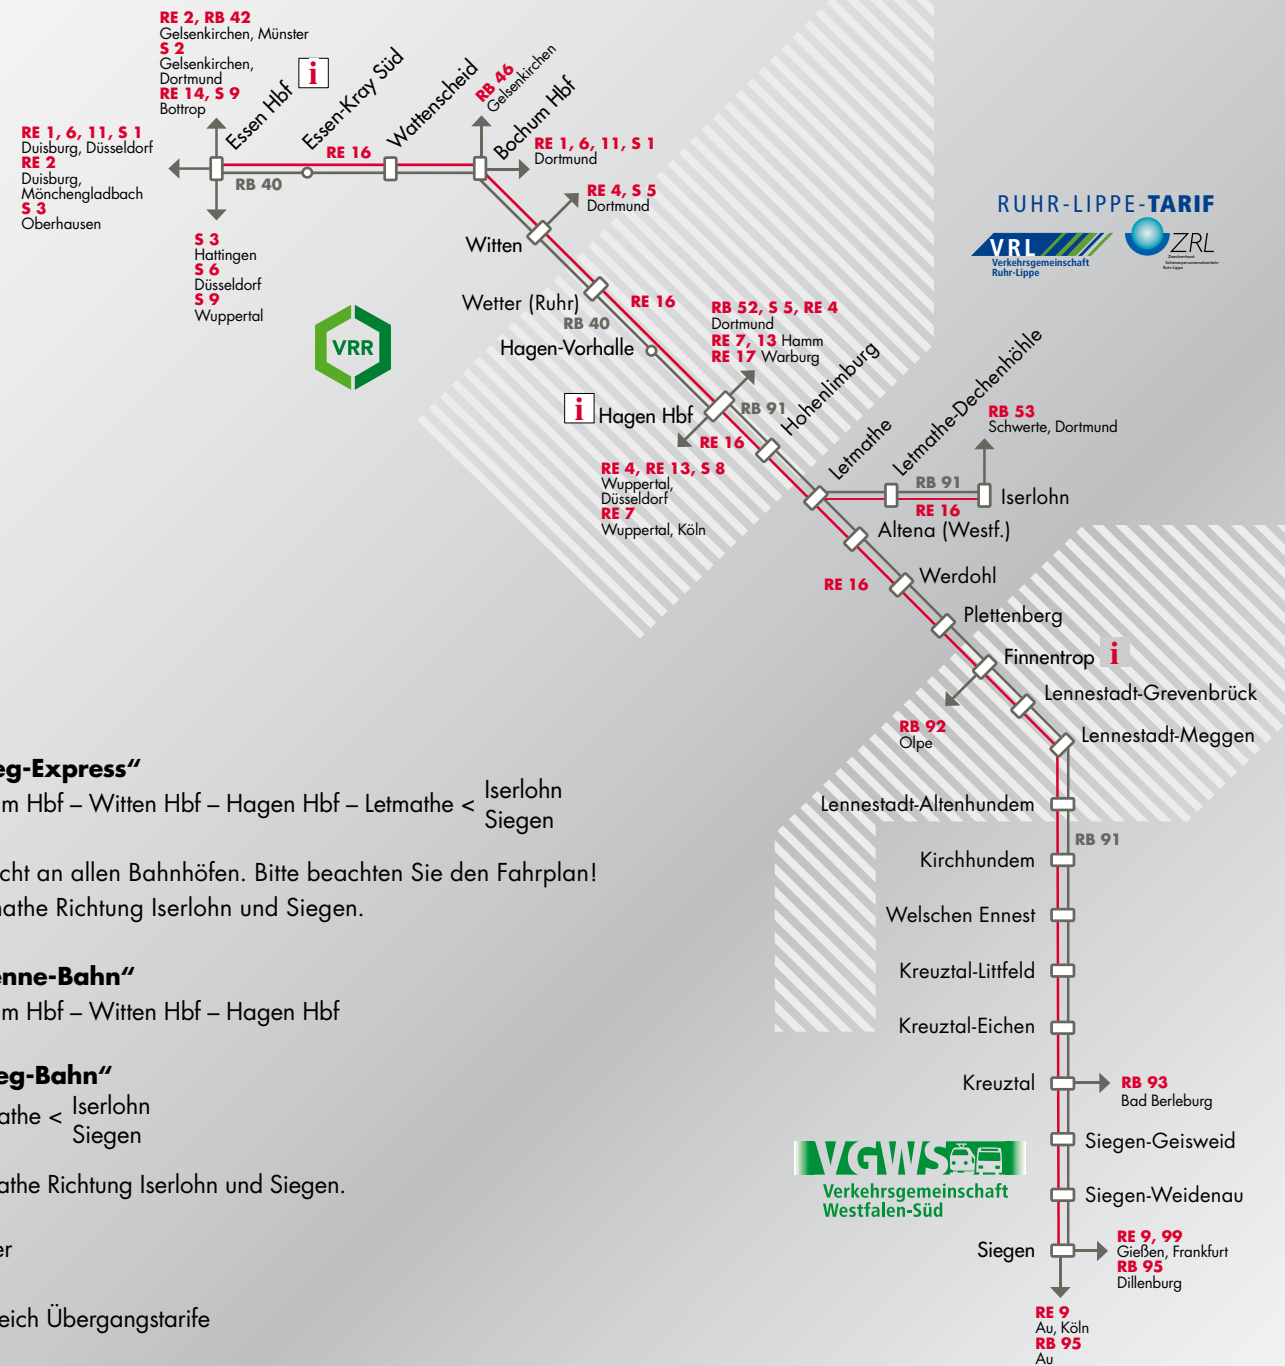 RE 2, RB 42
Gelsenkirchen, Münster
S 2
Gelsenkirchen,
Dortmund
RE 14, S 9
Bottrop
RE 1, 6, 11, S 1
Duisburg, Düsseldorf
RE 2
Duisburg,
Mönchengladbach
S 3
Oberhausen
S 3
Hattingen
S 6
Düsseldorf
S 9
Wuppertal
Essen Hbf
i
Essen-Kray Süd
Wattenscheid
Bochum Hbf
RE 16
RB 40
RB 46
Gelsenkirchen
RE 1, 6, 11, S 1
Dortmund
RE 4, S 5
Dortmund
Witten
Wetter (Ruhr)
RE 16
RB 40
Hagen-Vorhalle
VRR
RUHR-LIPPE-TARIF
VRL
Verkehrsgemeinschaft
Ruhr-Lippe
ZRL
RB 52, S 5, RE 4
Dortmund
RE 7, 13 Hamm
RE 17 Warburg
i Hagen Hbf
RB 91
RE 16
Hohenlimburg
RE 4, RE 13, S 8
Wuppertal,
Düsseldorf
RE 7
Wuppertal, Köln
Letmathe
Letmathe-Dechenhöhle
RB 53
Schwerte, Dortmund
RB 91
RE 16
Iserlohn
Altena (Westf.)
RE 16
Werdohl
Plettenberg
Finnentrop i
RB 92
Olpe
Lennestadt-Grevenbrück
Lennestadt-Meggen
Lennestadt-Altenhundem
RB 91
Kirchhundem
Welschen Ennest
Kreuztal-Littfeld
Kreuztal-Eichen
Kreuztal
RB 93
Bad Berleburg
Siegen-Geisweid
Siegen-Weidenau
Siegen
RE 9, 99
Gießen, Frankfurt
RB 95
Dillenburg
RE 9
Au, Köln
RB 95
Au
VGWS
Verkehrsgemeinschaft
Westfalen-Süd
eg-Express“
m Hbf – Witten Hbf – Hagen Hbf – Letmathe < Iserlohn
Siegen
cht an allen Bahnhöfen. Bitte beachten Sie den Fahrplan!
nathe Richtung Iserlohn und Siegen.
enne-Bahn“
m Hbf – Witten Hbf – Hagen Hbf
eg-Bahn“
athe < Iserlohn
Siegen
athe Richtung Iserlohn und Siegen.
er
eich Übergangstarife